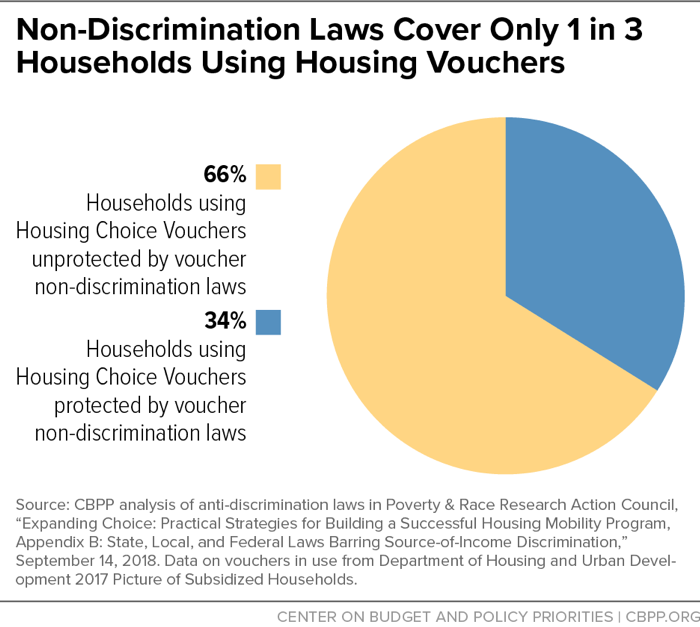 Non-Discrimination Laws Cover Only 1 in 3
Households Using Housing Vouchers
66%
Households using
Housing Choice Vouchers
unprotected by voucher
non-discrimination laws
34%
Households using
Housing Choice Vouchers
protected by voucher
non-discrimination laws
Source: CBPP analysis of anti-discrimination laws in Poverty & Race Research Action Council,
“Expanding Choice: Practical Strategies for Building a Successful Housing Mobility Program,
Appendix B: State, Local, and Federal Laws Barring Source-of-Income Discrimination,”
September 14, 2018. Data on vouchers in use from Department of Housing and Urban Devel-
opment 2017 Picture of Subsidized Households.
CENTER ON BUDGET AND POLICY PRIORITIES | CBPP.ORG